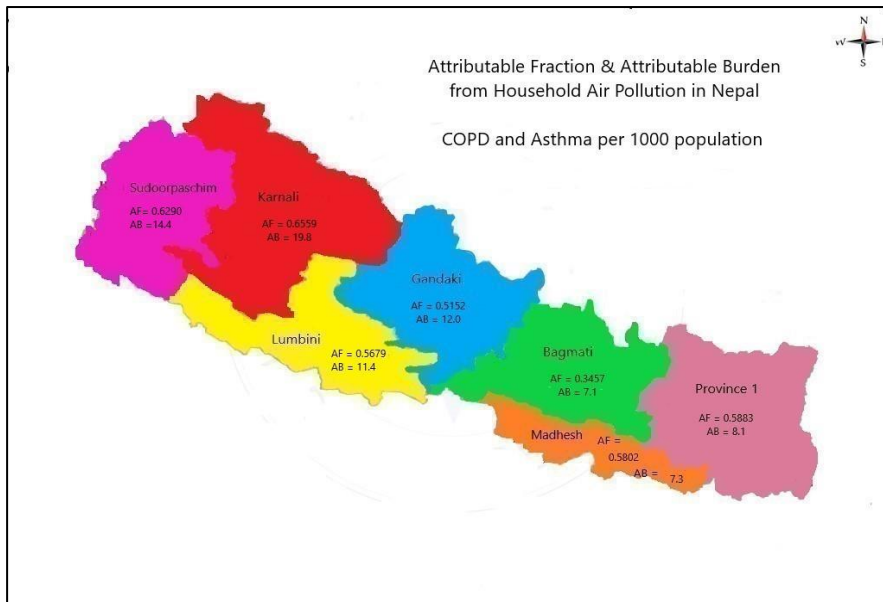 Attributable Fraction & Attributable Burden
from Household Air Pollution in Nepal
COPD and Asthma per 1000 population
W
N
S
Sudoorpaschim
AF=0.6290
AB =14.4
Karnali
AF = 0.6559
AB = 19.8
Gandaki
AF = 0.5152
AB = 12.0
Lumbini
AF = 0.5679
AB = 11.4
Bagmati
AF = 0.3457
AB = 7.1
Province 1
AF = 0.5883
AB = 8.1
Madhesh AF =
0.5802
AB = 7.3